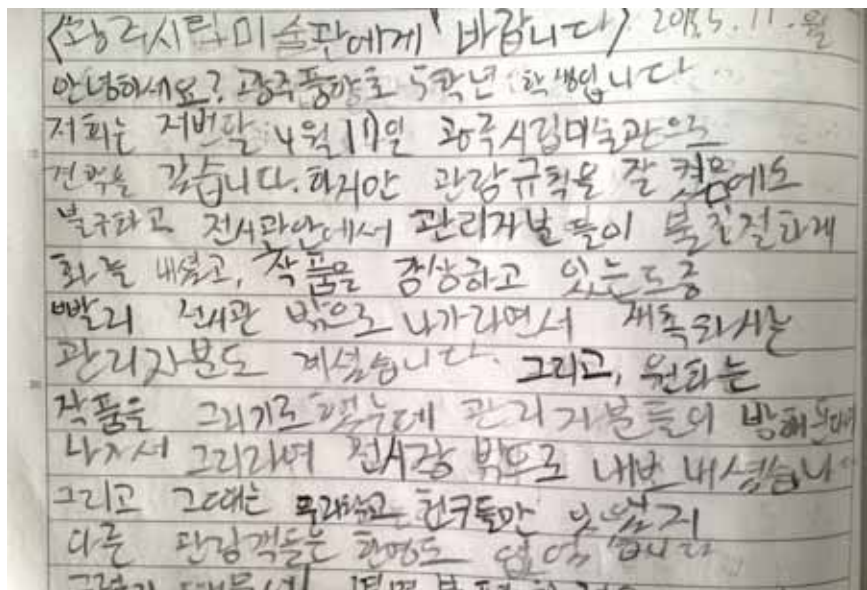 <광주시립미술관에게 바랍니다> 11. 월
안녕하세요? 광주풍향초 5학년 학생입니다
저희는 저번달 4월 17일 광주시립미술관으로
견학을 갔습니다. 하지만 관람규칙을 잘 켰음에도
불구하고 전시관안에서 관리자분들이 불친절하게
화를 내셨고, 작품을 감상하고 있는도중
빨리 전시관 밖으로 나가라면서 재촉하시는
관리자분도 계셨습니다. 그리고, 원하는
작품을 그리기로 했는데 관리자분들의 방해
나가서 그리라며 전시장 밖으로 내보내셨습니
그리고 그때는 친구들만 있었지
다른 관람객들은 한명도 없었습니다